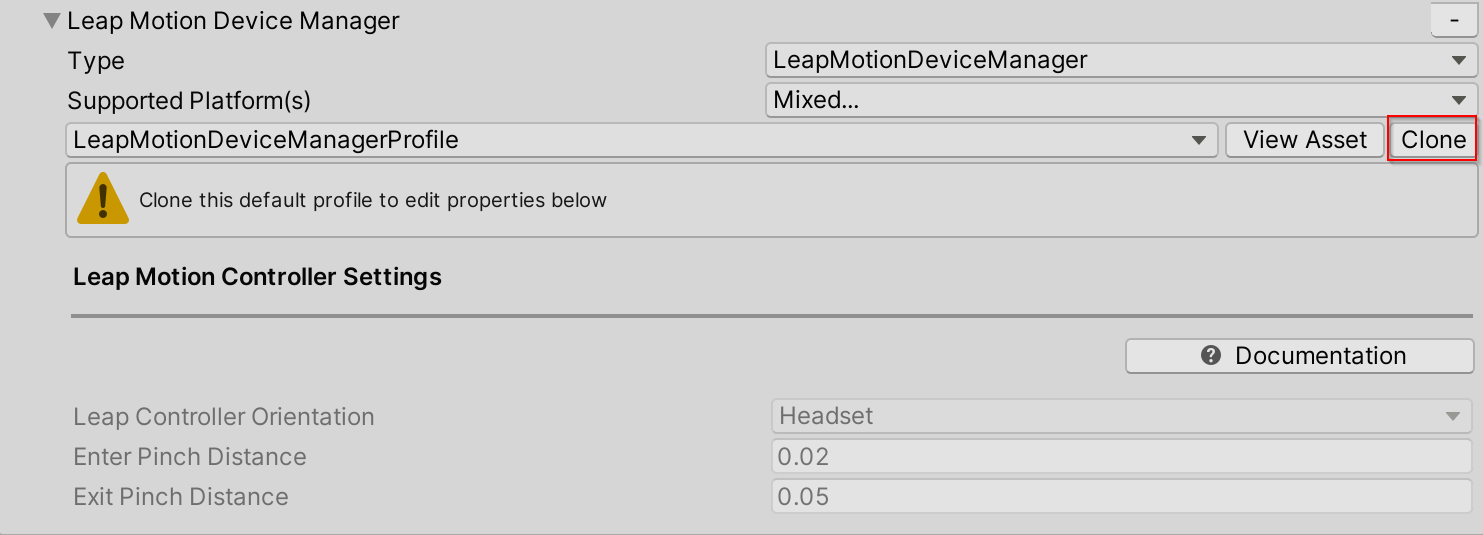 Leap Motion Device Manager -
Type LeapMotionDeviceManager
Supported Platform(s) Mixed...
LeapMotionDeviceManagerProfile View Asset Clone
Clone this default profile to edit properties below
Leap Motion Controller Settings
? Documentation
Leap Controller Orientation Headset
Enter Pinch Distance 0.02
Exit Pinch Distance 0.05